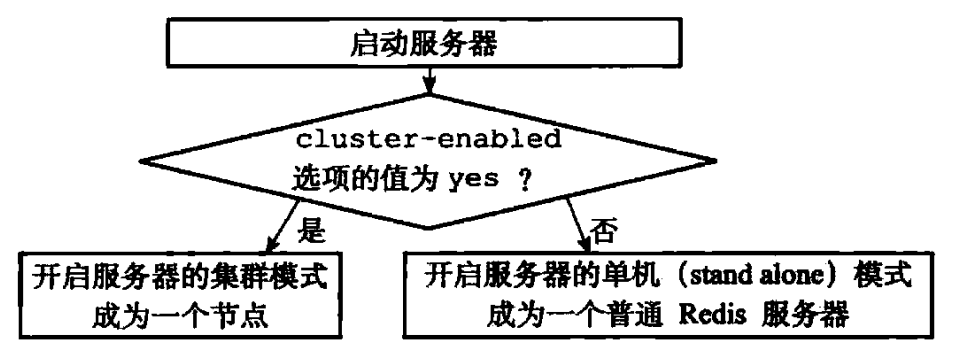 启动服务器
cluster-enabled
选项的值为 yes ？
是
否
开启服务器的集群模式
成为一个节点
开启服务器的单机（stand alone）模式
成为一个普通 Redis 服务器